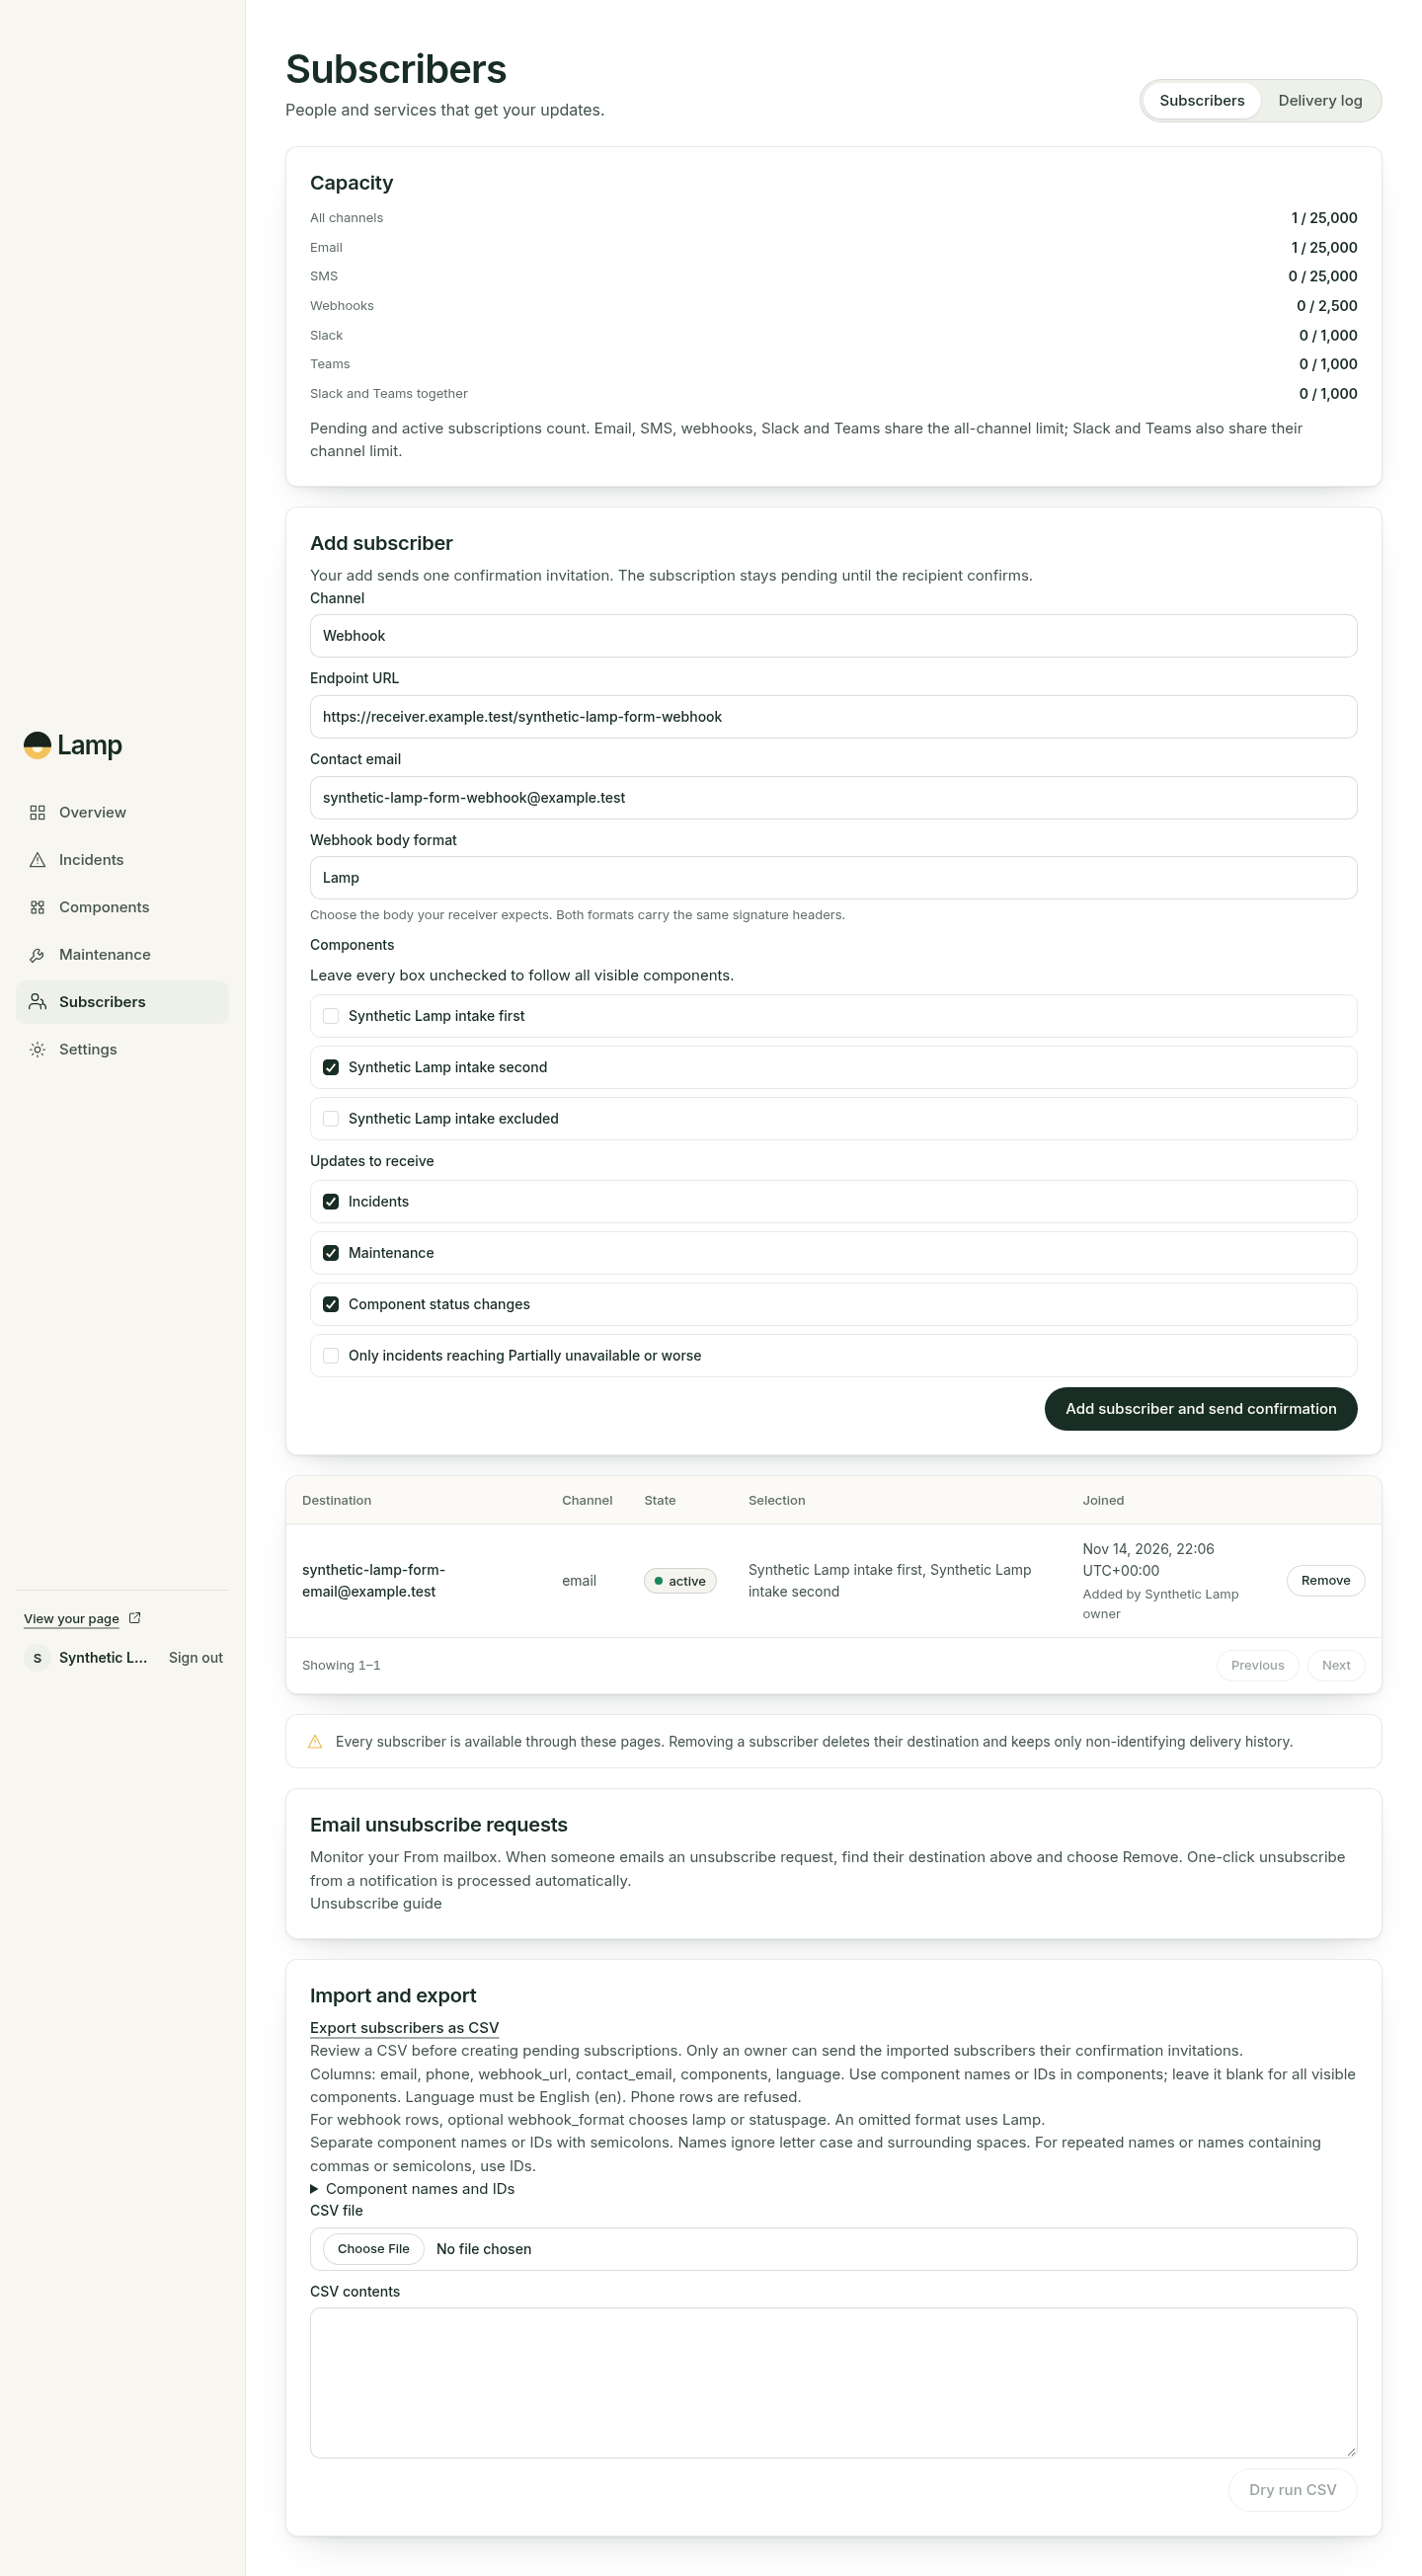 Lamp
Overview
Incidents
Components
Maintenance
Subscribers
Settings
View your page
S
Synthetic L...
Sign out
Subscribers
People and services that get your updates.
Subscribers
Delivery log
Capacity
All channels 1 / 25,000
Email 1 / 25,000
SMS 0 / 25,000
Webhooks 0 / 2,500
Slack 0 / 1,000
Teams 0 / 1,000
Slack and Teams together 0 / 1,000
Pending and active subscriptions count. Email, SMS, webhooks, Slack and Teams share the all-channel limit; Slack and Teams also share their
channel limit.
Add subscriber
Your add sends one confirmation invitation. The subscription stays pending until the recipient confirms.
Channel
Webhook
Endpoint URL
https://receiver.example.test/synthetic-lamp-form-webhook
Contact email
synthetic-lamp-form-webhook@example.test
Webhook body format
Lamp
Choose the body your receiver expects. Both formats carry the same signature headers.
Components
Leave every box unchecked to follow all visible components.
Synthetic Lamp intake first
Synthetic Lamp intake second
Synthetic Lamp intake excluded
Updates to receive
Incidents
Maintenance
Component status changes
Only incidents reaching Partially unavailable or worse
Add subscriber and send confirmation
Destination Channel State Selection Joined
synthetic-lamp-form-
email@example.test
email
active
Synthetic Lamp intake first, Synthetic Lamp
intake second
Nov 14, 2026, 22:06
UTC+00:00
Added by Synthetic Lamp
owner
Remove
Showing 1–1
Previous
Next
Every subscriber is available through these pages. Removing a subscriber deletes their destination and keeps only non-identifying delivery history.
Email unsubscribe requests
Monitor your From mailbox. When someone emails an unsubscribe request, find their destination above and choose Remove. One-click unsubscribe
from a notification is processed automatically.
Unsubscribe guide
Import and export
Export subscribers as CSV
Review a CSV before creating pending subscriptions. Only an owner can send the imported subscribers their confirmation invitations.
Columns: email, phone, webhook_url, contact_email, components, language. Use component names or IDs in components; leave it blank for all visible
components. Language must be English (en). Phone rows are refused.
For webhook rows, optional webhook_format chooses lamp or statuspage. An omitted format uses Lamp.
Separate component names or IDs with semicolons. Names ignore letter case and surrounding spaces. For repeated names or names containing
commas or semicolons, use IDs.
Component names and IDs
CSV file
Choose File No file chosen
CSV contents
Dry run CSV